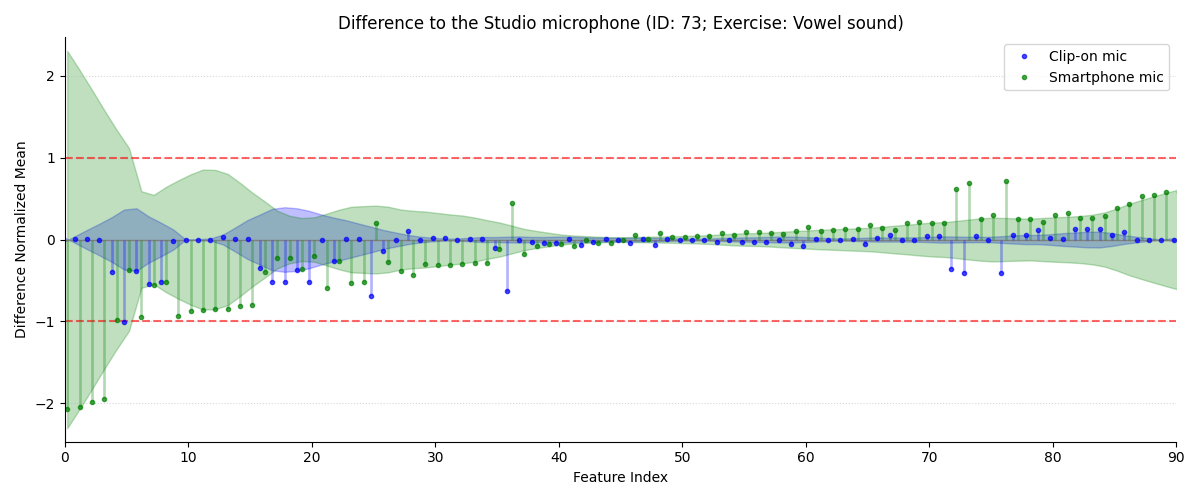 Difference to the Studio microphone (ID: 73; Exercise: Vowel sound)
Clip-on mic
Smartphone mic
Difference Normalized Mean
2
1
0
−1
−2
0 10 20 30 40 50 60 70 80 90
Feature Index